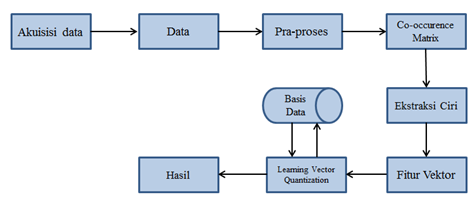 Akuisisi data
Data
Pra-proses
Co-occurence
Matrix
Ekstraksi Ciri
Fitur Vektor
Learning Vector
Quantization
Basis
Data
Hasil